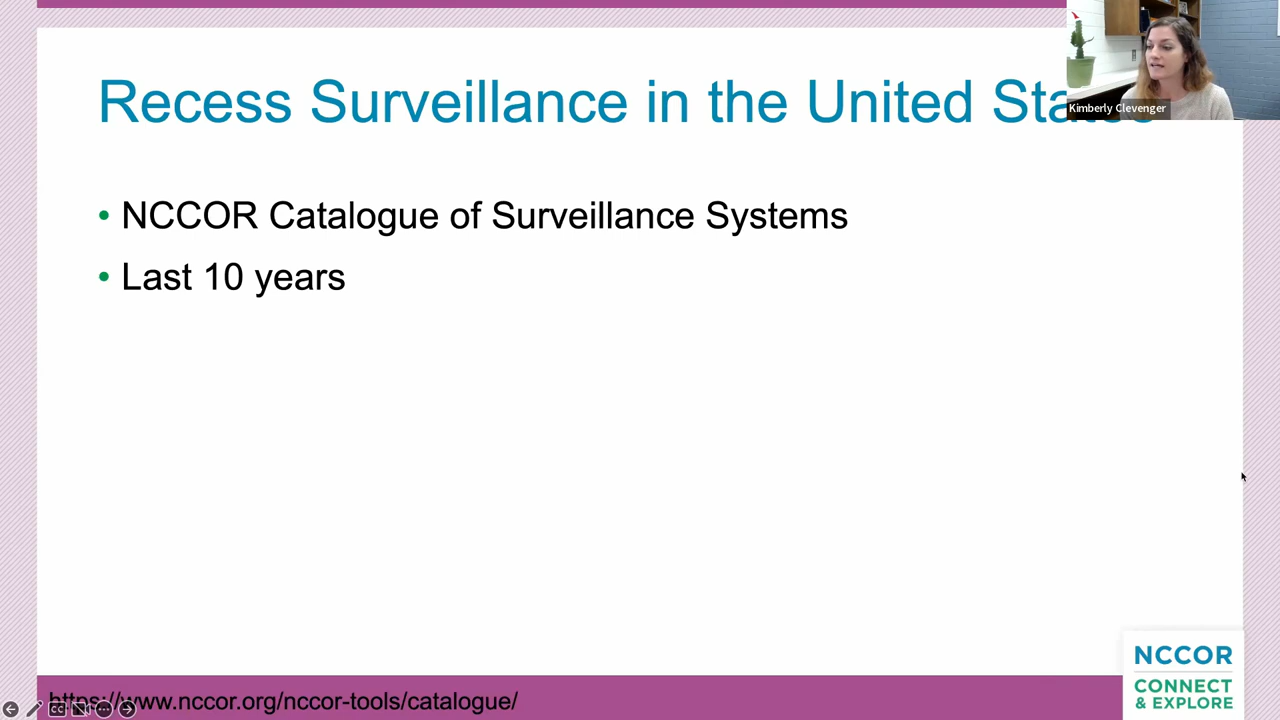 Recess Surveillance in the United
Kimberly Clevenger
• NCCOR Catalogue of Surveillance Systems
• Last 10 years
NCCOR
CONNECT
& EXPLORE
https://www.nccor.org/nccor-tools/catalogue/